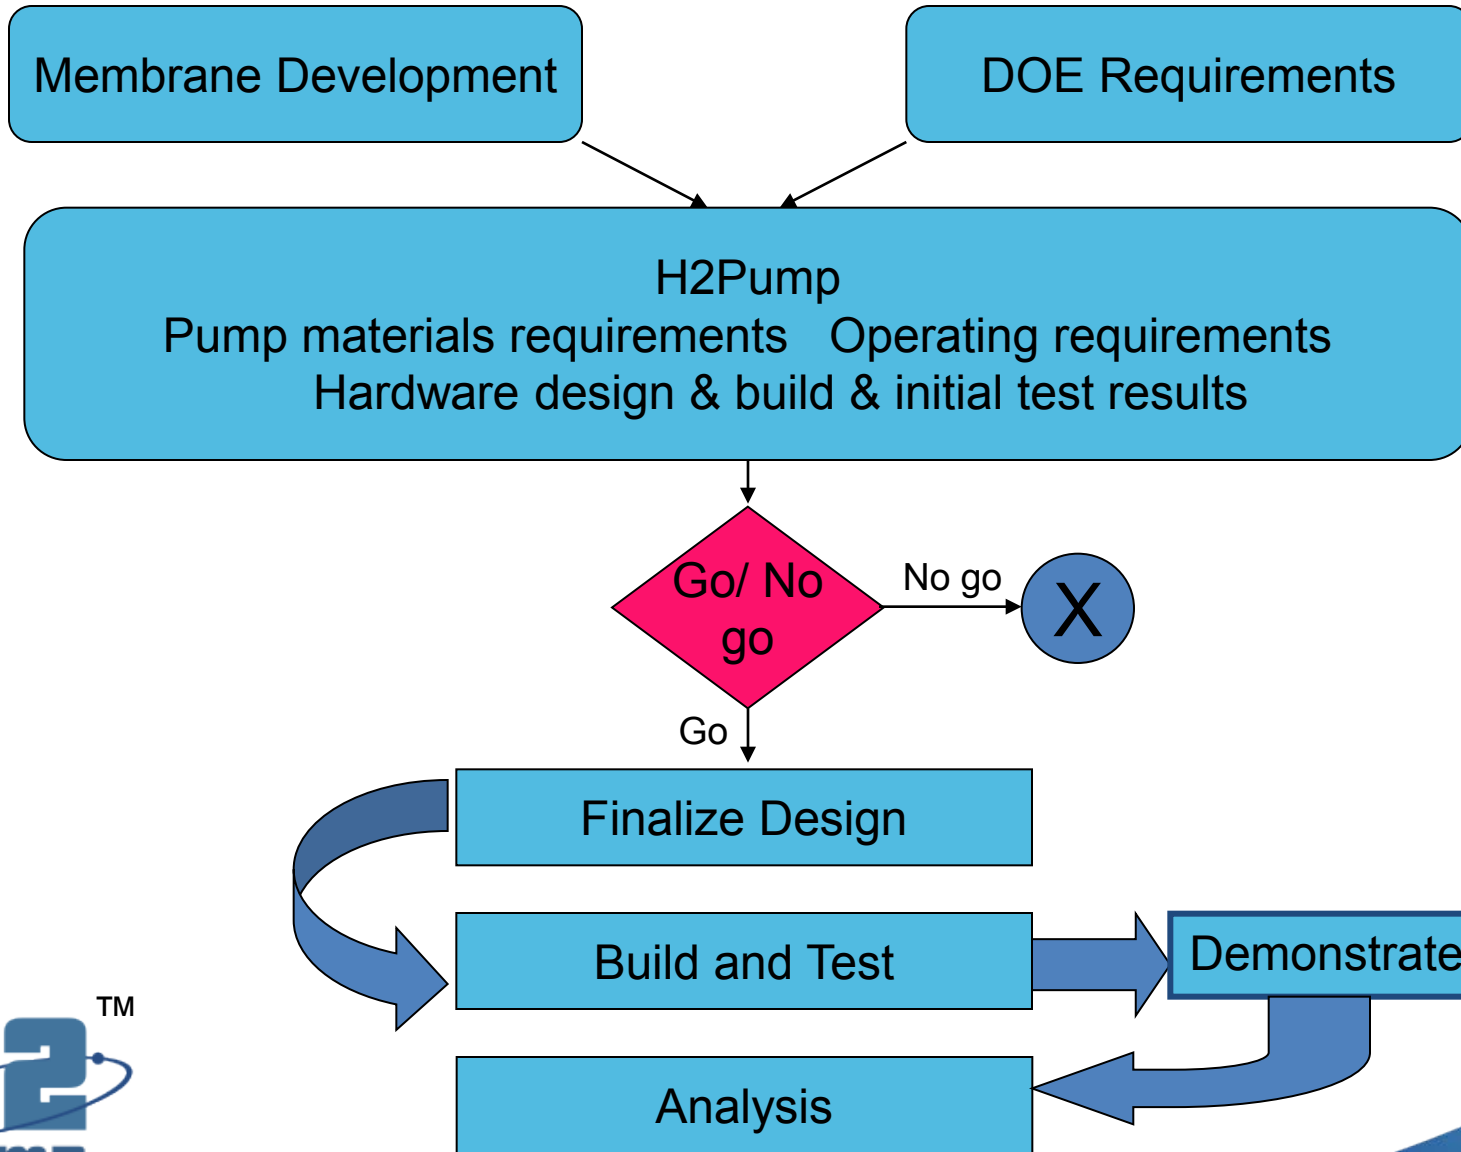 Membrane Development
DOE Requirements
H2Pump
Pump materials requirements Operating requirements
Hardware design & build & initial test results
Go/ No
go
No go
X
Go
Finalize Design
Build and Test
Demonstrate
Analysis
TM
2